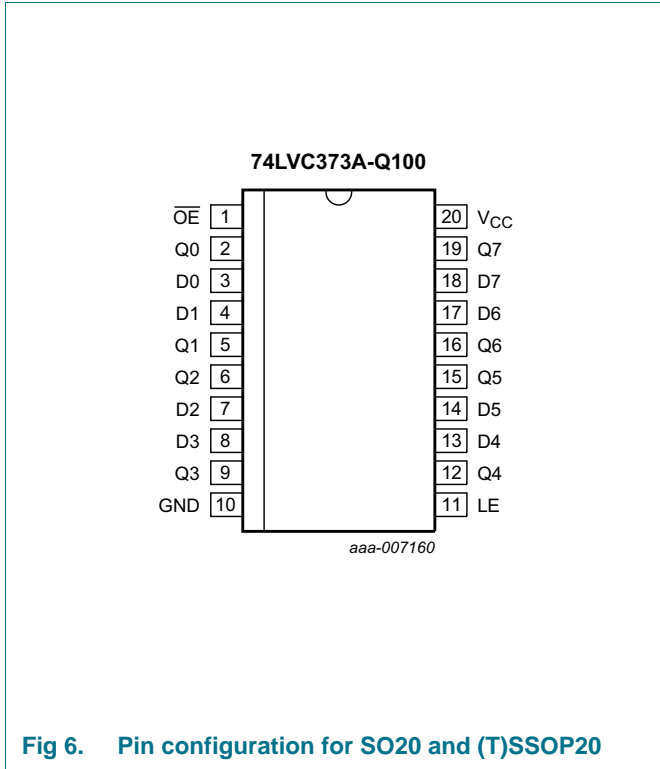 74LVC373A-Q100
OE 1 20 VCC
Q0 2 19 Q7
D0 3 18 D7
D1 4 17 D6
Q1 5 16 Q6
Q2 6 15 Q5
D2 7 14 D5
D3 8 13 D4
Q3 9 12 Q4
GND 10 11 LE
aaa-007160
Fig 6. Pin configuration for SO20 and (T)SSOP20